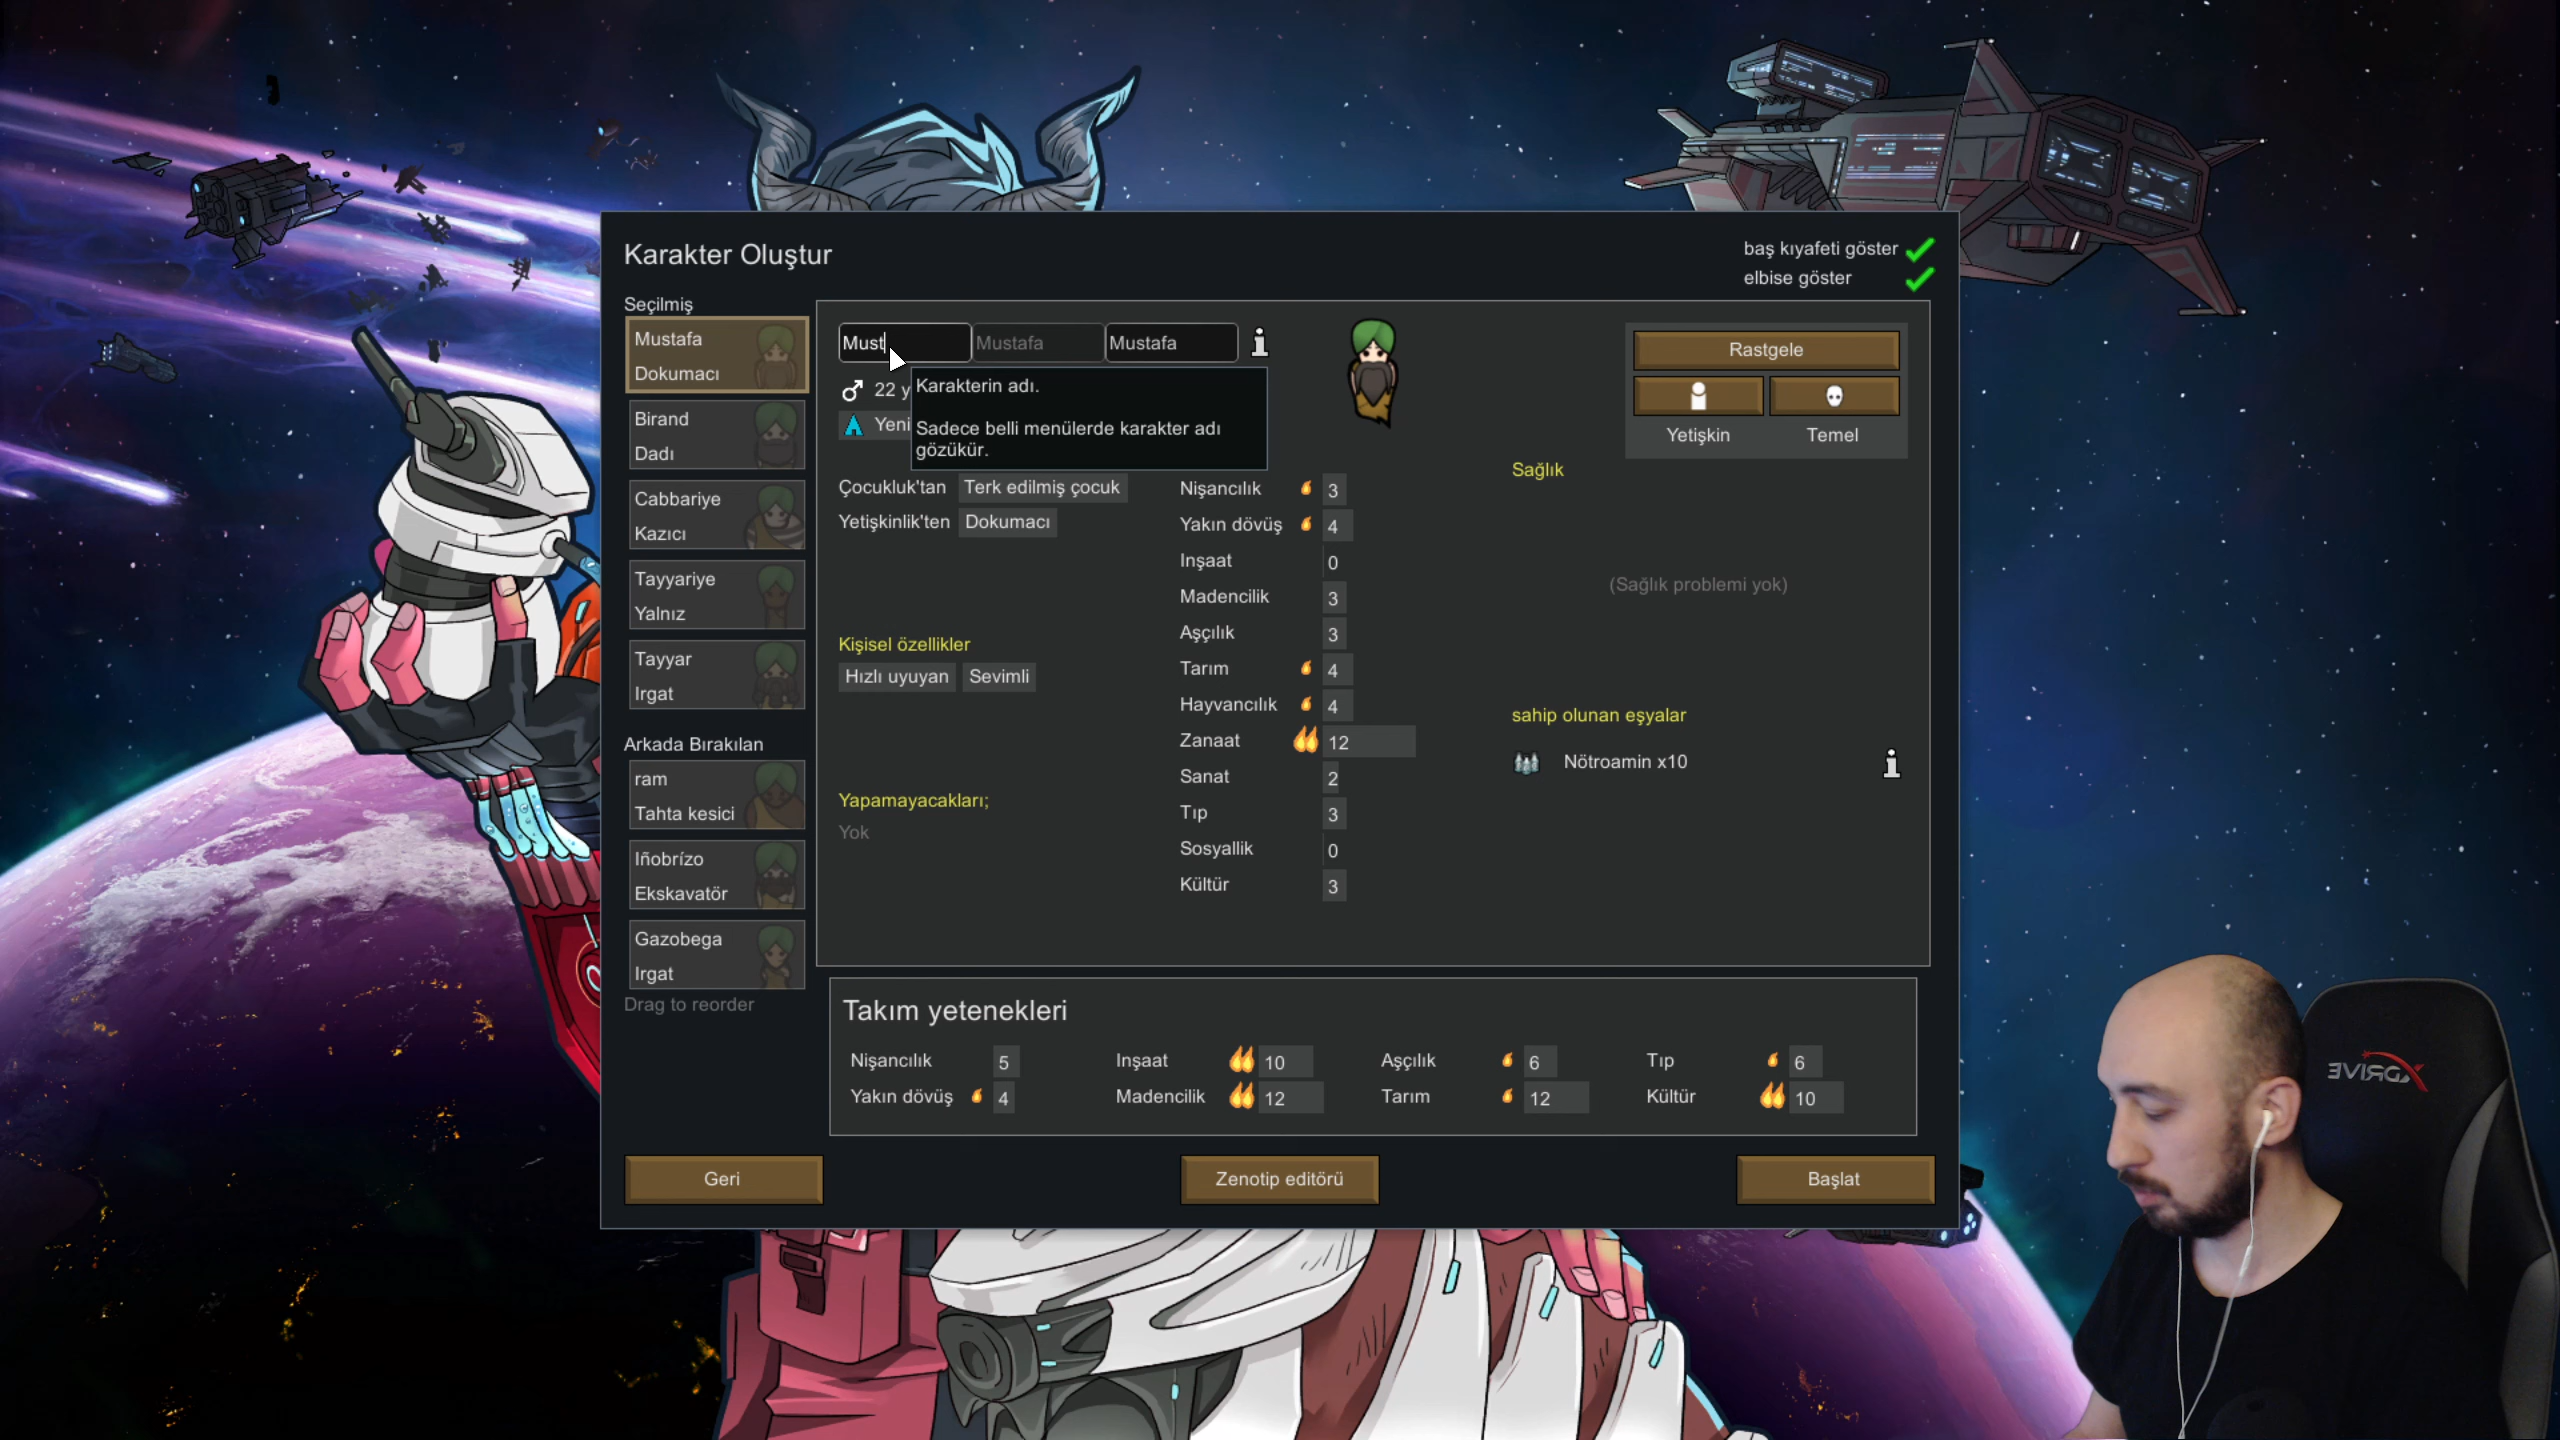 Karakter Oluştur
baş kıyafeti göster
elbise göster
Seçilmiş
Mustafa
Dokumacı
Birand
Dadı
Cabbariye
Kazıcı
Tayyariye
Yalnız
Tayyar
Irgat
Arkada Bırakılan
ram
Tahta kesici
Iñobrízo
Ekskavatör
Gazobega
Irgat
Drag to reorder
Must
Mustafa
Mustafa
22 y
Yeni
Karakterin adı.
Sadece belli menülerde karakter adı
gözükür.
Rastgele
Yetişkin
Temel
Çocukluk'tan Terk edilmiş çocuk
Yetişkinlik'ten Dokumacı
Kişisel özellikler
Hızlı uyuyan Sevimli
Yapamayacakları;
Yok
Nişancılık 3
Yakın dövüş 4
Inşaat 0
Madencilik 3
Aşçılık 3
Tarım 4
Hayvancılık 4
Zanaat 12
Sanat 2
Tıp 3
Sosyallik 0
Kültür 3
Sağlık
(Sağlık problemi yok)
sahip olunan eşyalar
Nötroamin x10
Takım yetenekleri
Nişancılık 5 Inşaat 10 Aşçılık 6 Tıp 6
Yakın dövüş 4 Madencilik 12 Tarım 12 Kültür 10
Geri
Zenotip editörü
Başlat